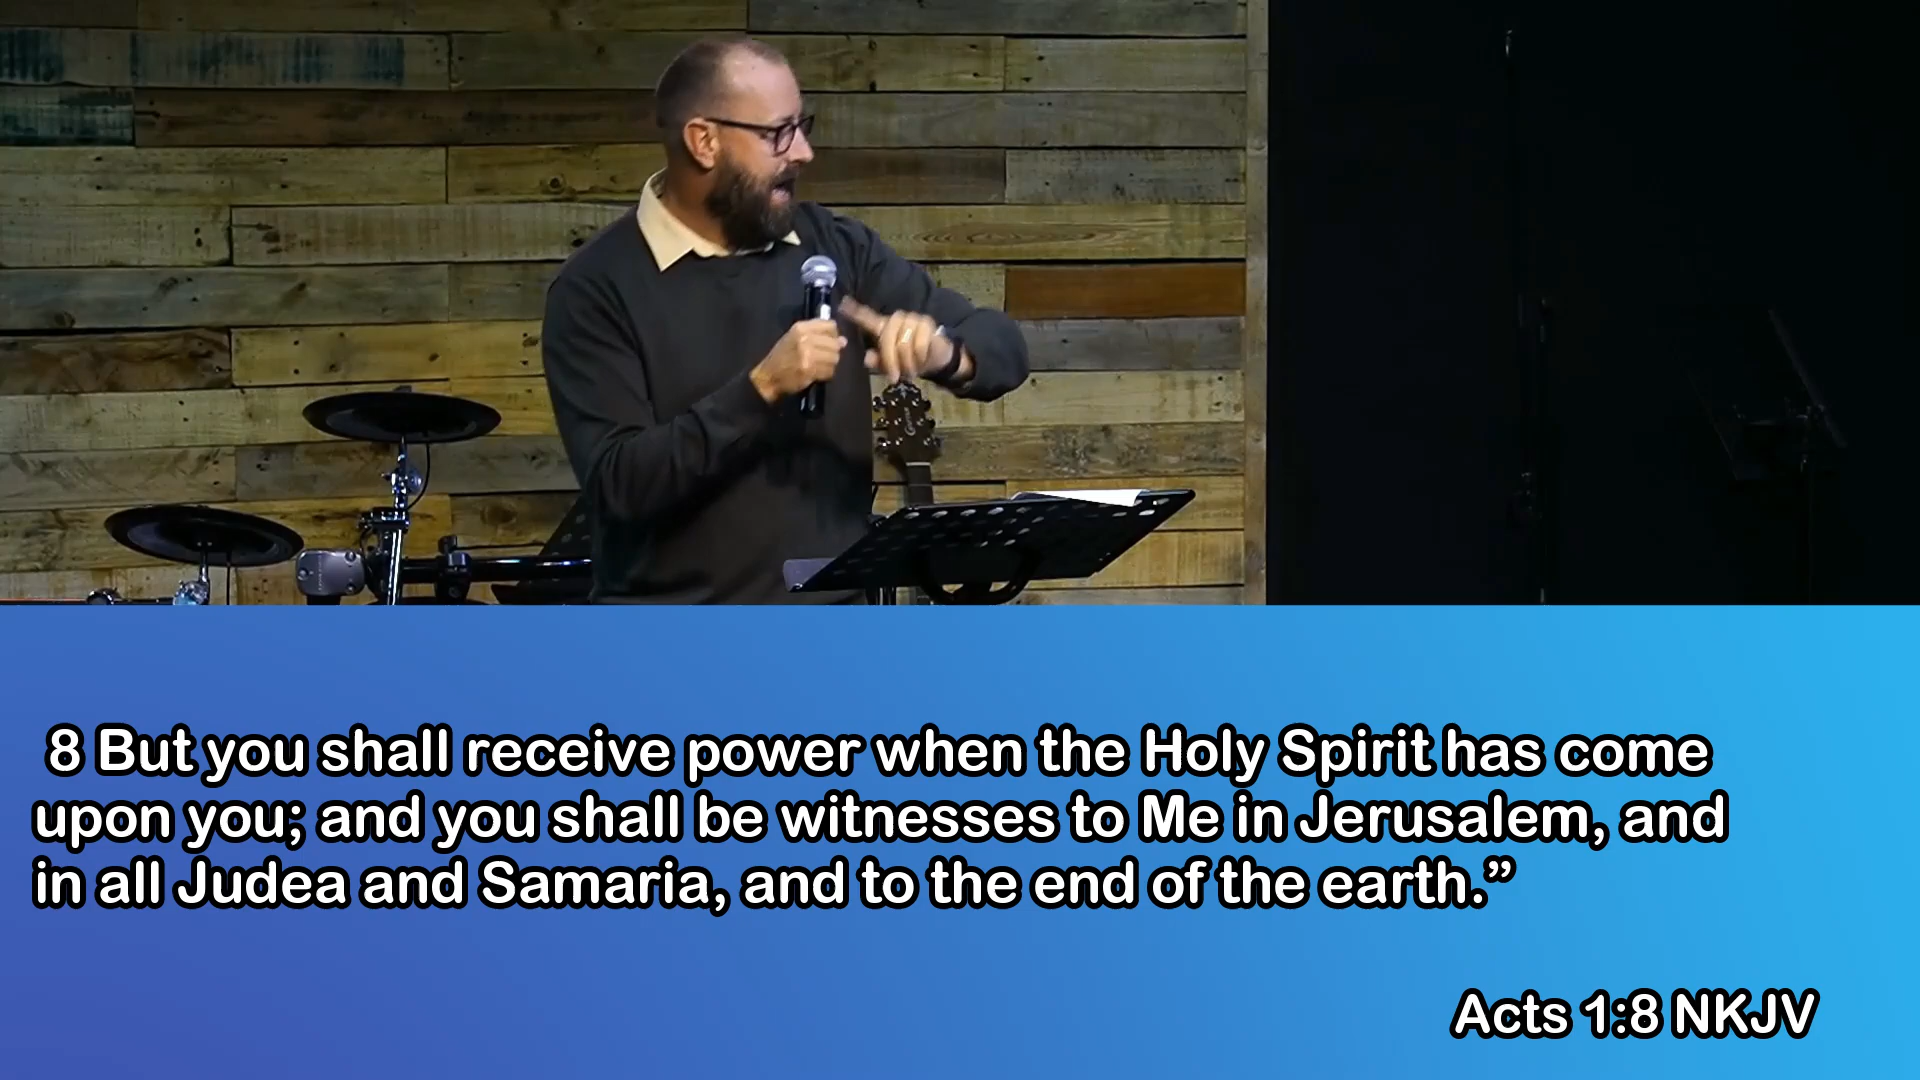 8 But you shall receive power when the Holy Spirit has come
upon you; and you shall be witnesses to Me in Jerusalem, and
in all Judea and Samaria, and to the end of the earth.”
Acts 1:8 NKJV